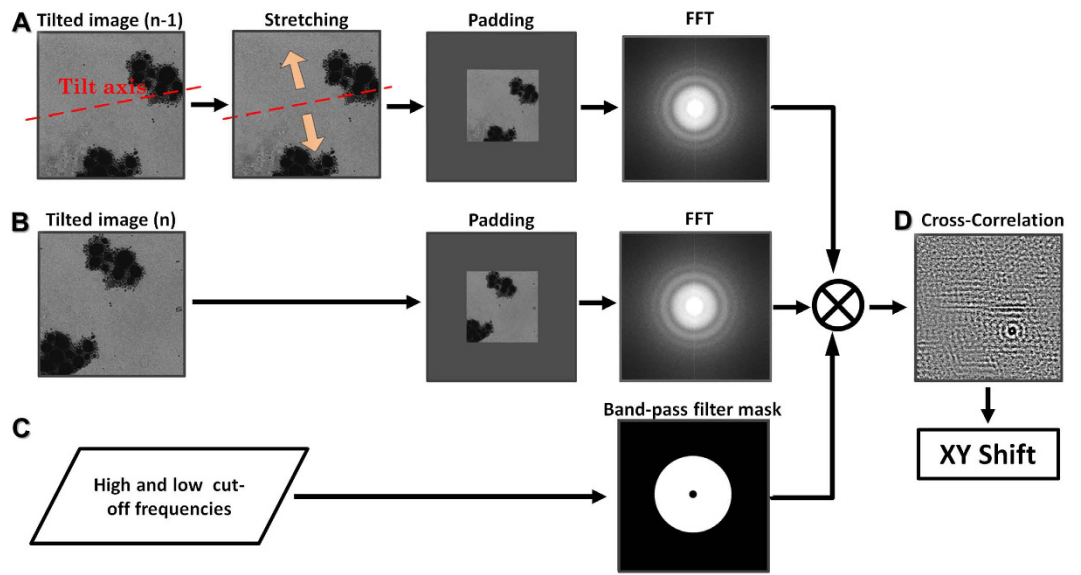 A
Tilted image (n-1)
Stretching
Padding
FFT
Tilt axis
B
Tilted image (n)
Padding
FFT
D
Cross-Correlation
C
Band-pass filter mask
High and low cut-
off frequencies
XY Shift